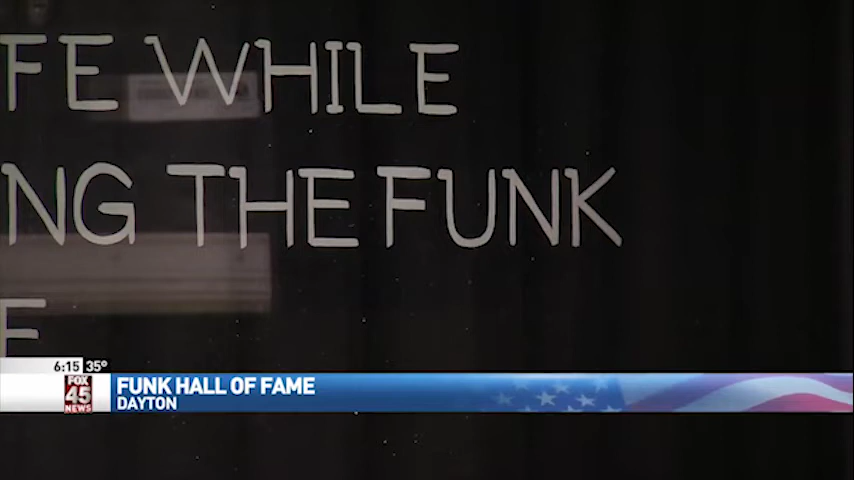 FE WHILE
NG THE FUNK
E
6:15 35°
FOX
45
NEWS
FUNK HALL OF FAME
DAYTON